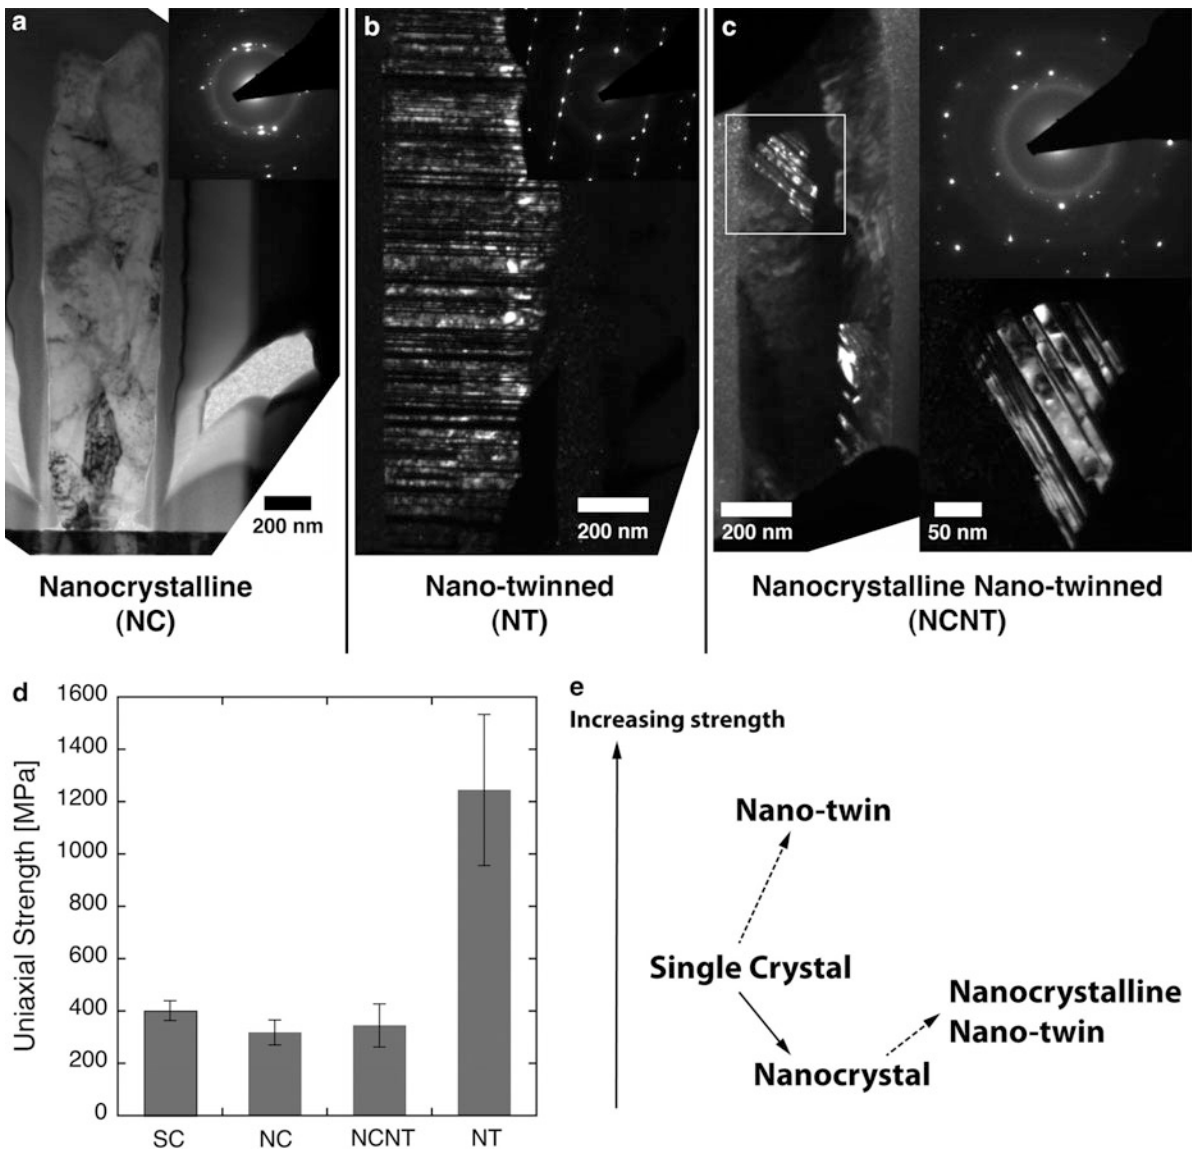 a
b
c
200 nm
200 nm
200 nm
50 nm
Nanocrystalline
(NC)
Nano-twinned
(NT)
Nanocrystalline Nano-twinned
(NCNT)
d
Uniaxial Strength [MPa]
1600
1400
1200
1000
800
600
400
200
0
SC
NC
NCNT
NT
e
Increasing strength
Nano-twin
Single Crystal
Nanocrystalline
Nano-twin
Nanocrystal